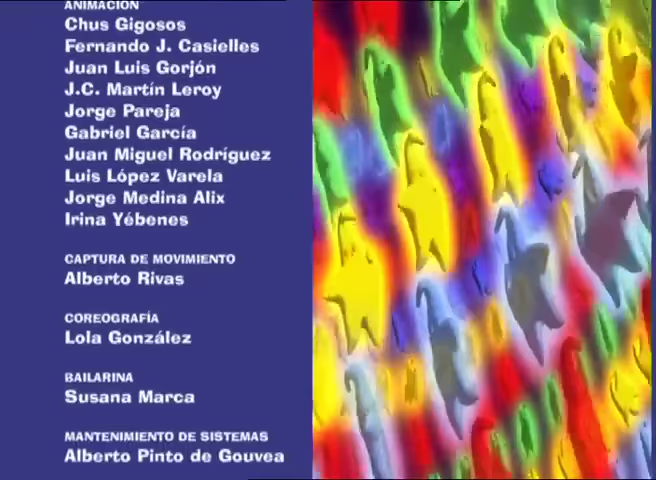 ANIMACIÓN
Chus Gigosos
Fernando J. Casielles
Juan Luis Gorjón
J.C. Martín Leroy
Jorge Pareja
Gabriel García
Juan Miguel Rodríguez
Luis López Varela
Jorge Medina Alix
Irina Yébenes
CAPTURA DE MOVIMIENTO
Alberto Rivas
COREOGRAFÍA
Lola González
BAILARINA
Susana Marca
MANTENIMIENTO DE SISTEMAS
Alberto Pinto de Gouvea